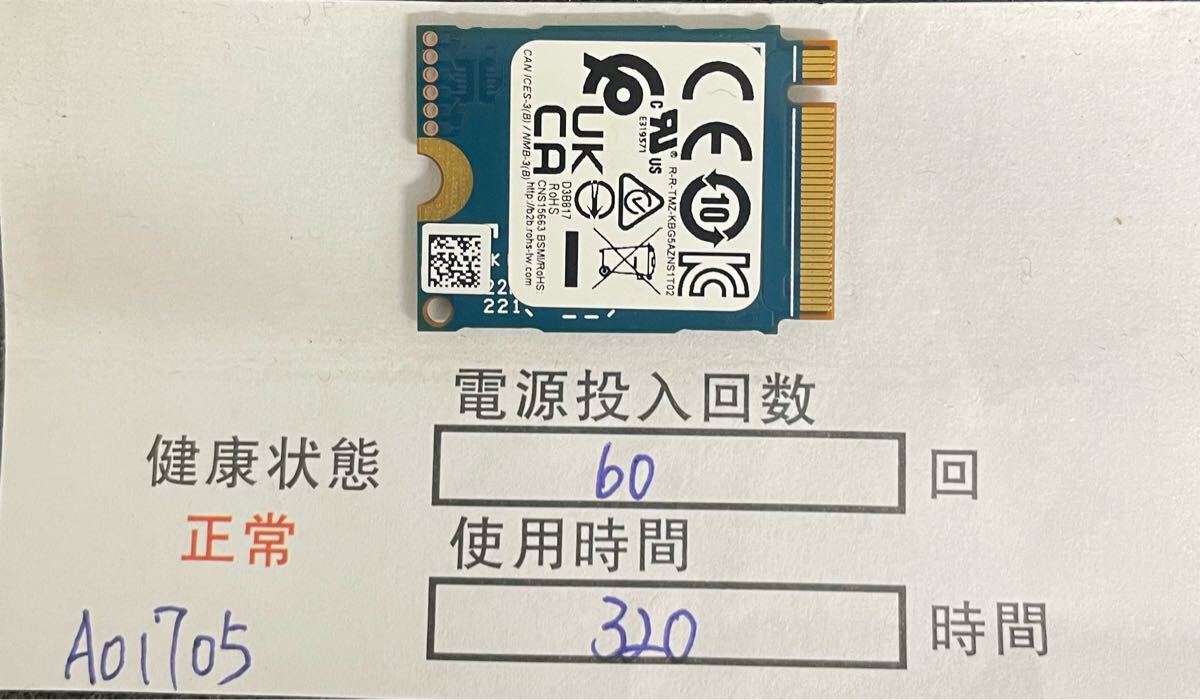 CAN ICES-3(B) / NMB-3(B)
UK
CA
C US
E319571
R-R-TMZ-KBG5AZNS1T02
10
D3B817
RoHS
CNS15663 BSMI/RoHS:
http://b2b.rohs-tw.com
K
22
221
電源投入回数
健康状態
60
回
正常
使用時間
320
時間
A01705